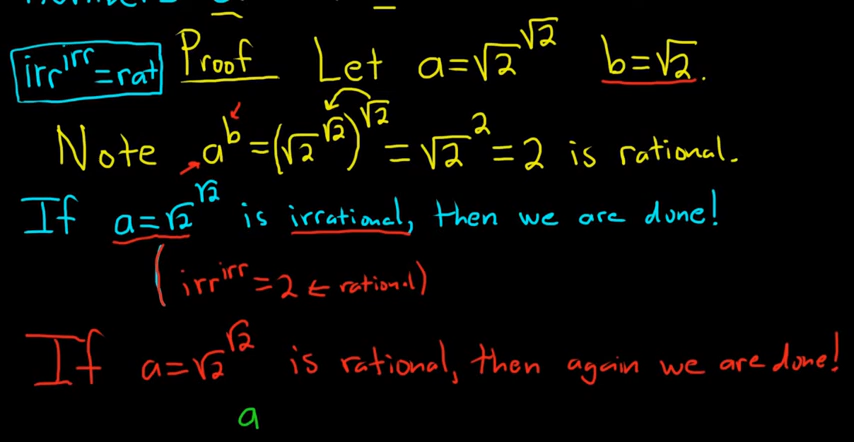 irr^irr = rat Proof Let a = √2^√2 b = √2.
Note a^b = (√2^√2)^√2 = √2^2 = 2 is rational.
If a = √2^√2 is irrational, then we are done!
(irr^irr = 2 ← rational)
If a = √2^√2 is rational, then again we are done!
a